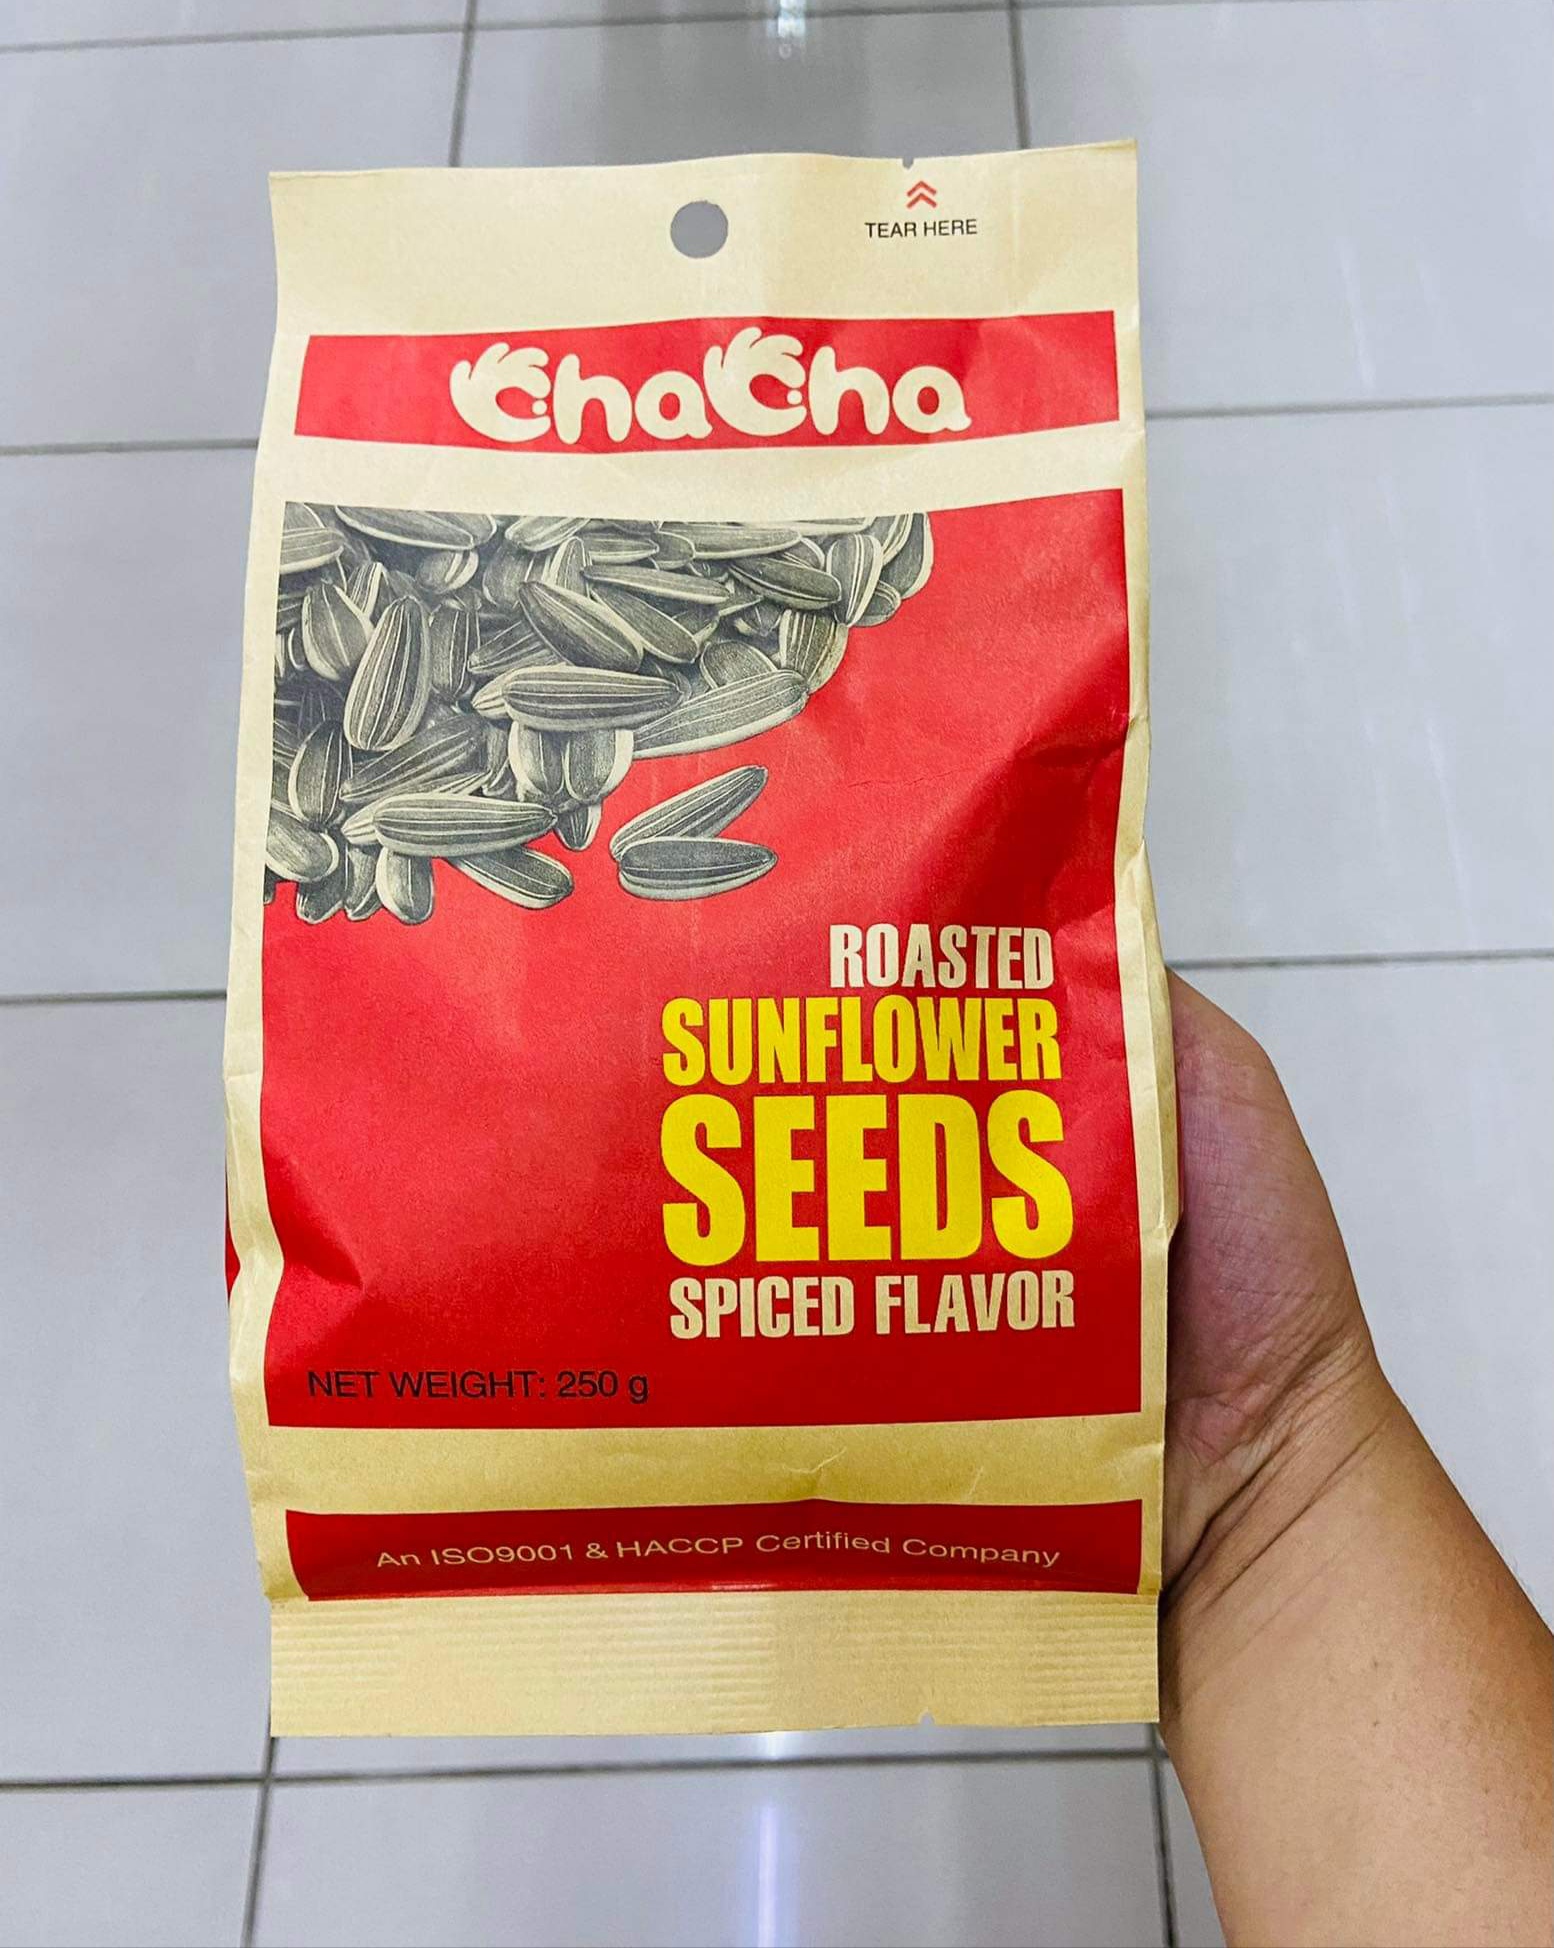 TEAR HERE
ChaCha
ROASTED
SUNFLOWER
SEEDS
SPICED FLAVOR
NET WEIGHT: 250 g
An ISO9001 & HACCP Certified Company